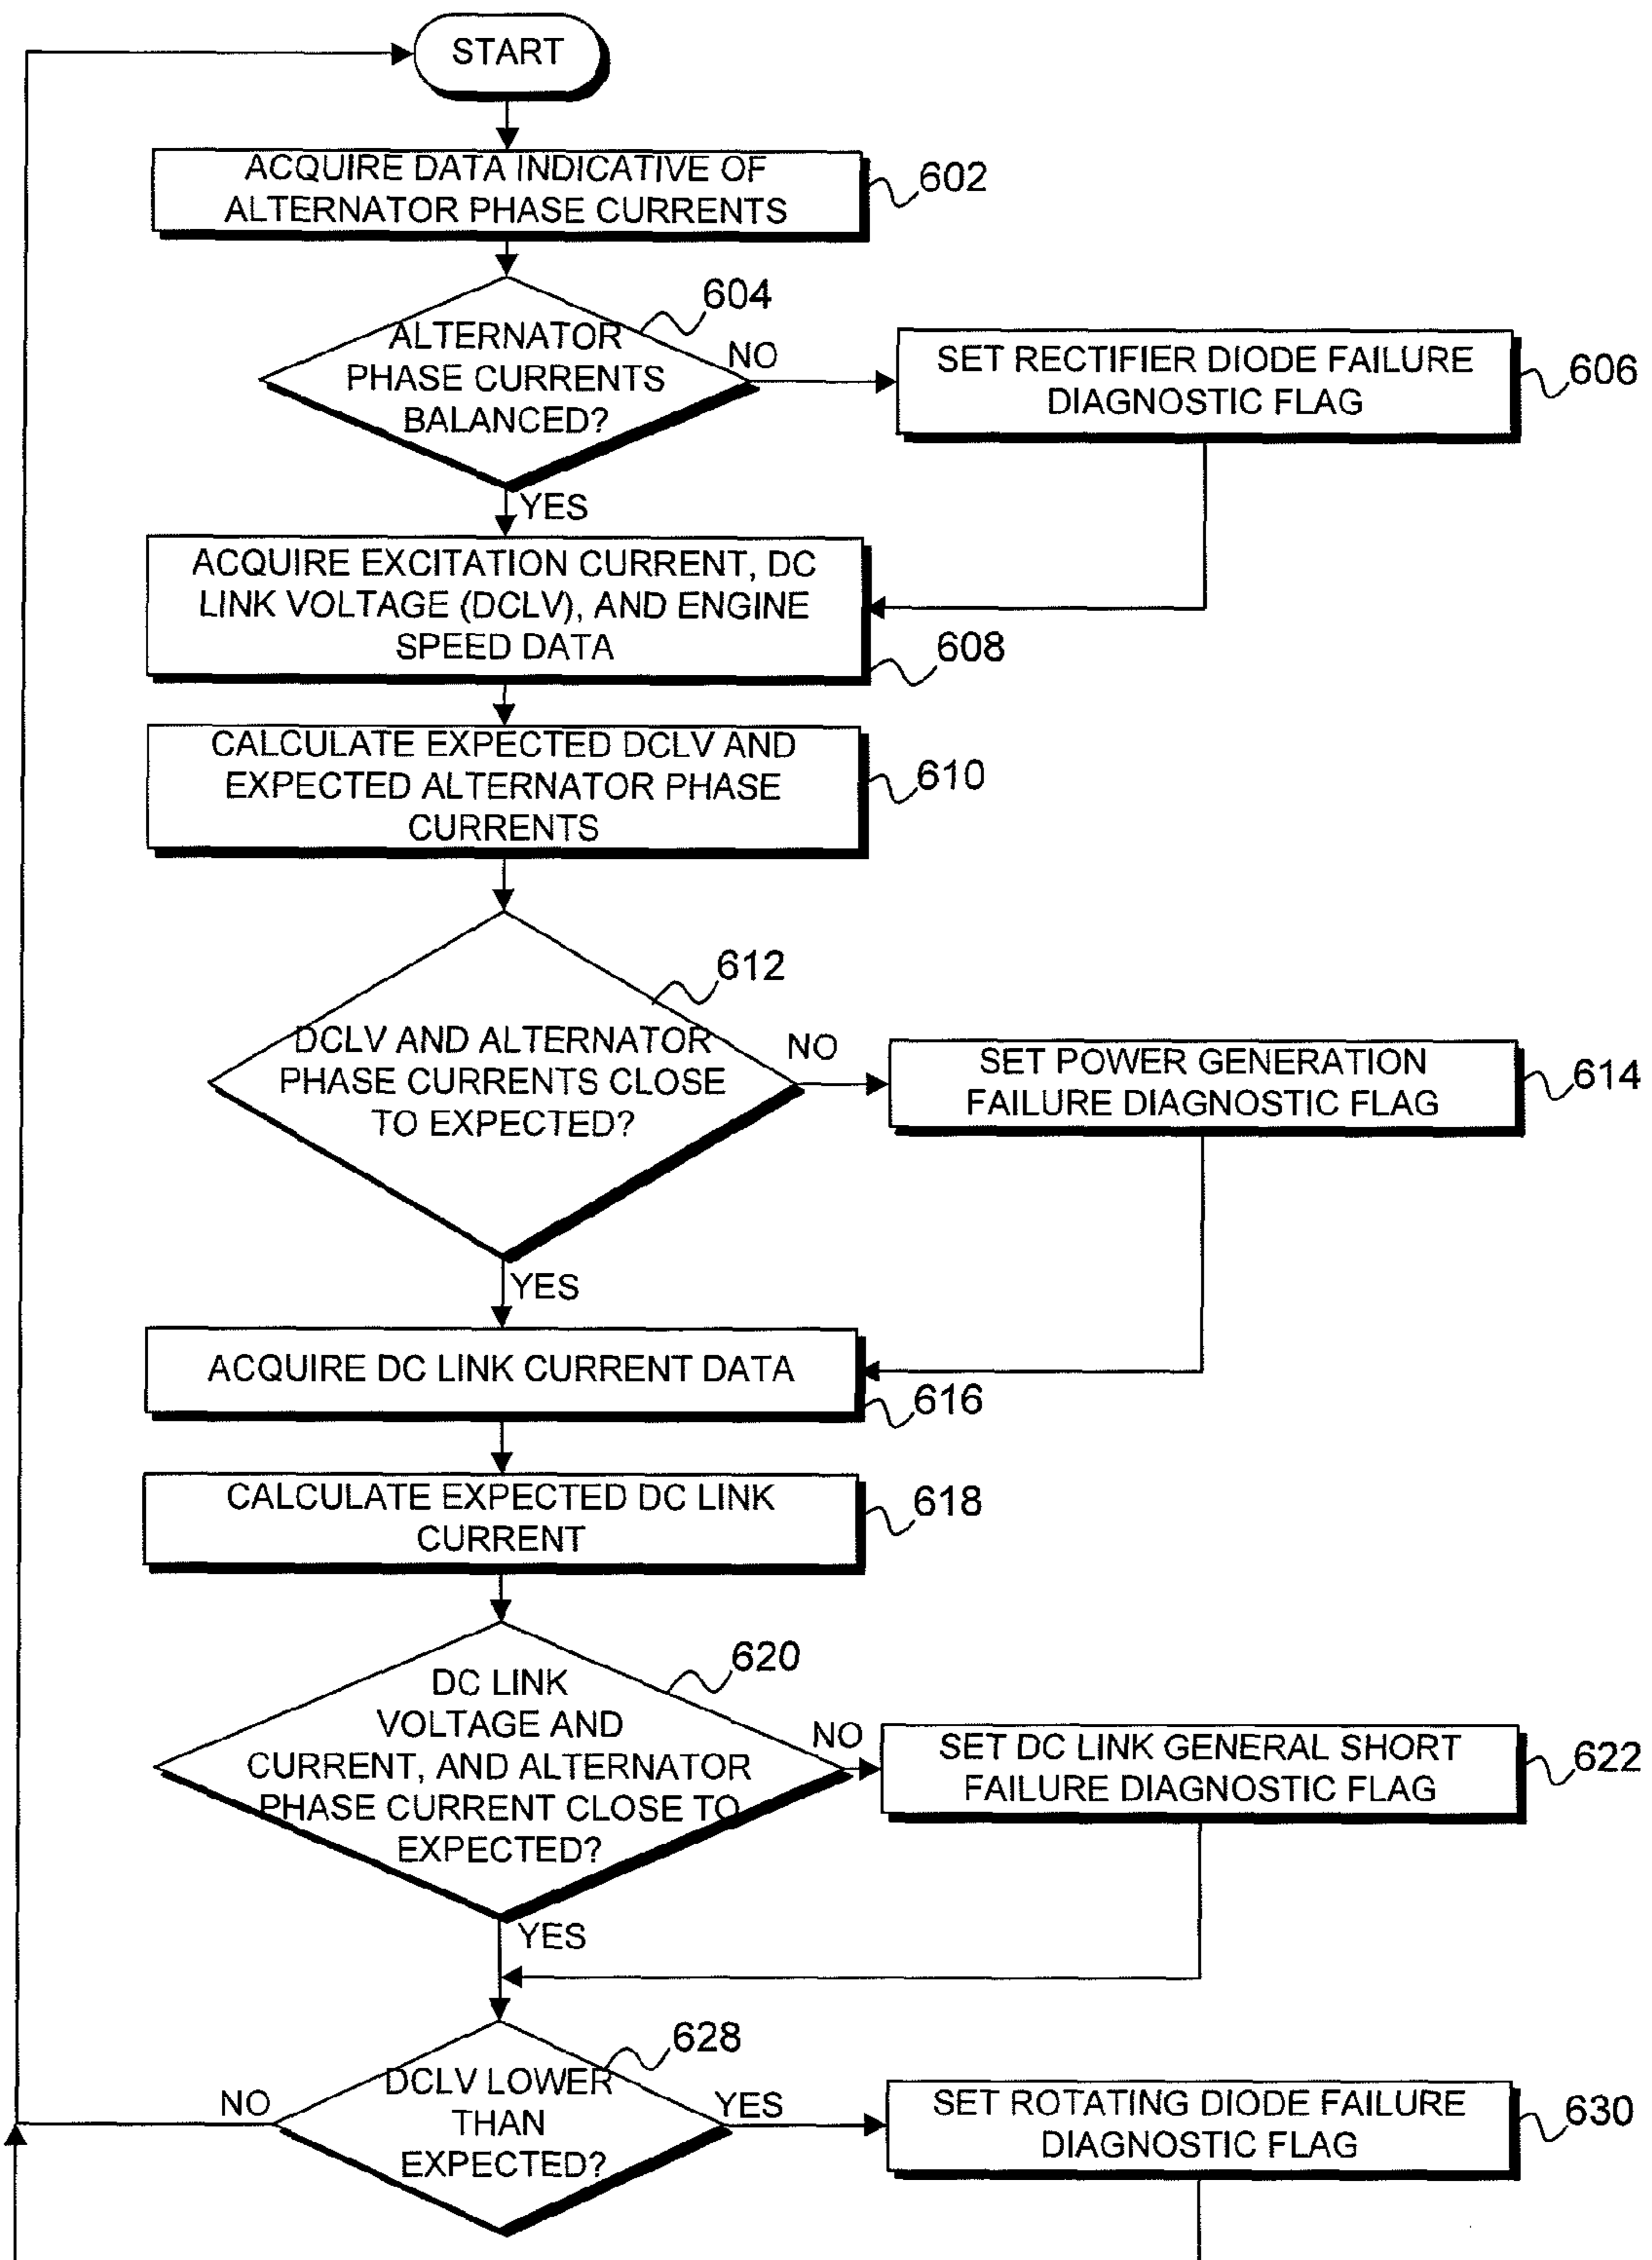 START
ACQUIRE DATA INDICATIVE OF
ALTERNATOR PHASE CURRENTS
602
604
ALTERNATOR
PHASE CURRENTS
BALANCED?
NO
SET RECTIFIER DIODE FAILURE
DIAGNOSTIC FLAG
606
YES
ACQUIRE EXCITATION CURRENT, DC
LINK VOLTAGE (DCLV), AND ENGINE
SPEED DATA
608
CALCULATE EXPECTED DCLV AND
EXPECTED ALTERNATOR PHASE
CURRENTS
610
612
DCLV AND ALTERNATOR
PHASE CURRENTS CLOSE
TO EXPECTED?
NO
SET POWER GENERATION
FAILURE DIAGNOSTIC FLAG
614
YES
ACQUIRE DC LINK CURRENT DATA
616
CALCULATE EXPECTED DC LINK
CURRENT
618
620
DC LINK
VOLTAGE AND
CURRENT, AND ALTERNATOR
PHASE CURRENT CLOSE TO
EXPECTED?
NO
SET DC LINK GENERAL SHORT
FAILURE DIAGNOSTIC FLAG
622
YES
628
DCLV LOWER
THAN
EXPECTED?
NO
YES
SET ROTATING DIODE FAILURE
DIAGNOSTIC FLAG
630